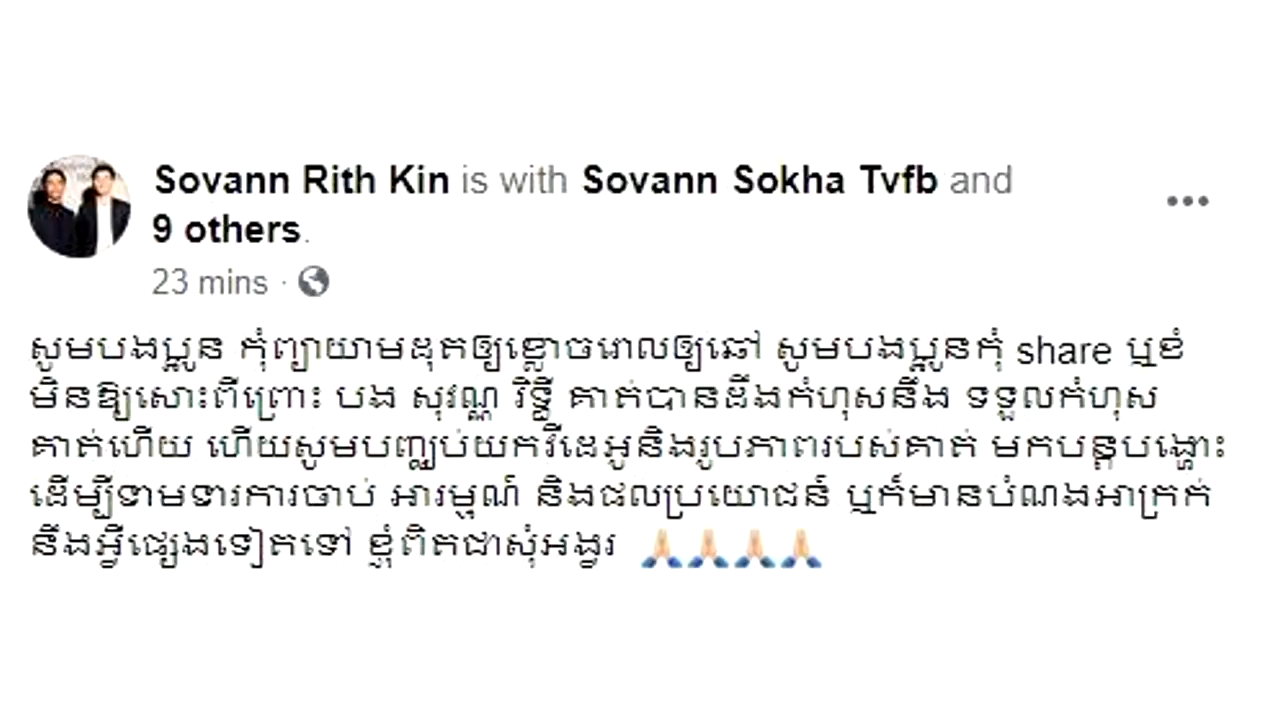 Sovann Rith Kin is with Sovann Sokha Tvfb and
9 others.
23 mins ·
សូមបងប្អូន កុំព្យាយាមដុតឲ្យខ្លោចរោលឲ្យឆៅ សូមបងប្អូនកុំ share ឬខំ
មិនឱ្យសោះពីព្រោះ បង សុវណ្ណ រិទ្ធី គាត់បានដឹងកំហុសនឹង ទទួលកំហុស
គាត់ហើយ ហើយសូមបញ្ឈប់យកវីដេអូនិងរូបភាពរបស់គាត់ មកបន្តបង្ហោះ
ដើម្បីទាមទារការចាប់ អារម្មណ៍ និងផលប្រយោជន៍ ឬក៏មានបំណងអាក្រក់
នឹងអ្វីផ្សេងទៀតទៅ ខ្ញុំពិតជាសុំអង្វរ 🙏🏻🙏🏻🙏🏻🙏🏻